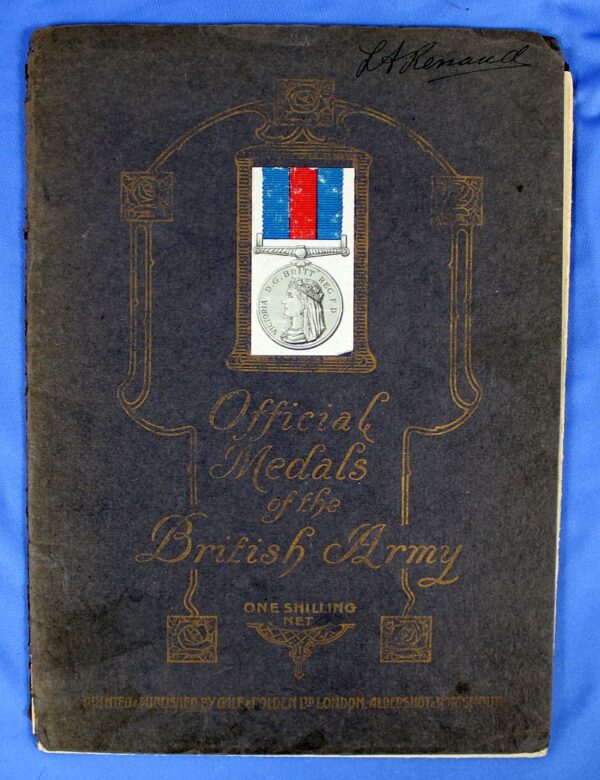 L A Renaud
VICTORIA D. G. BRITT. REG. F. D.
Official
Medals
of the
British Army
ONE SHILLING
NET
PRINTED & PUBLISHED BY GALE & POLDEN LTD LONDON, ALDERSHOT & PORTSMOUTH